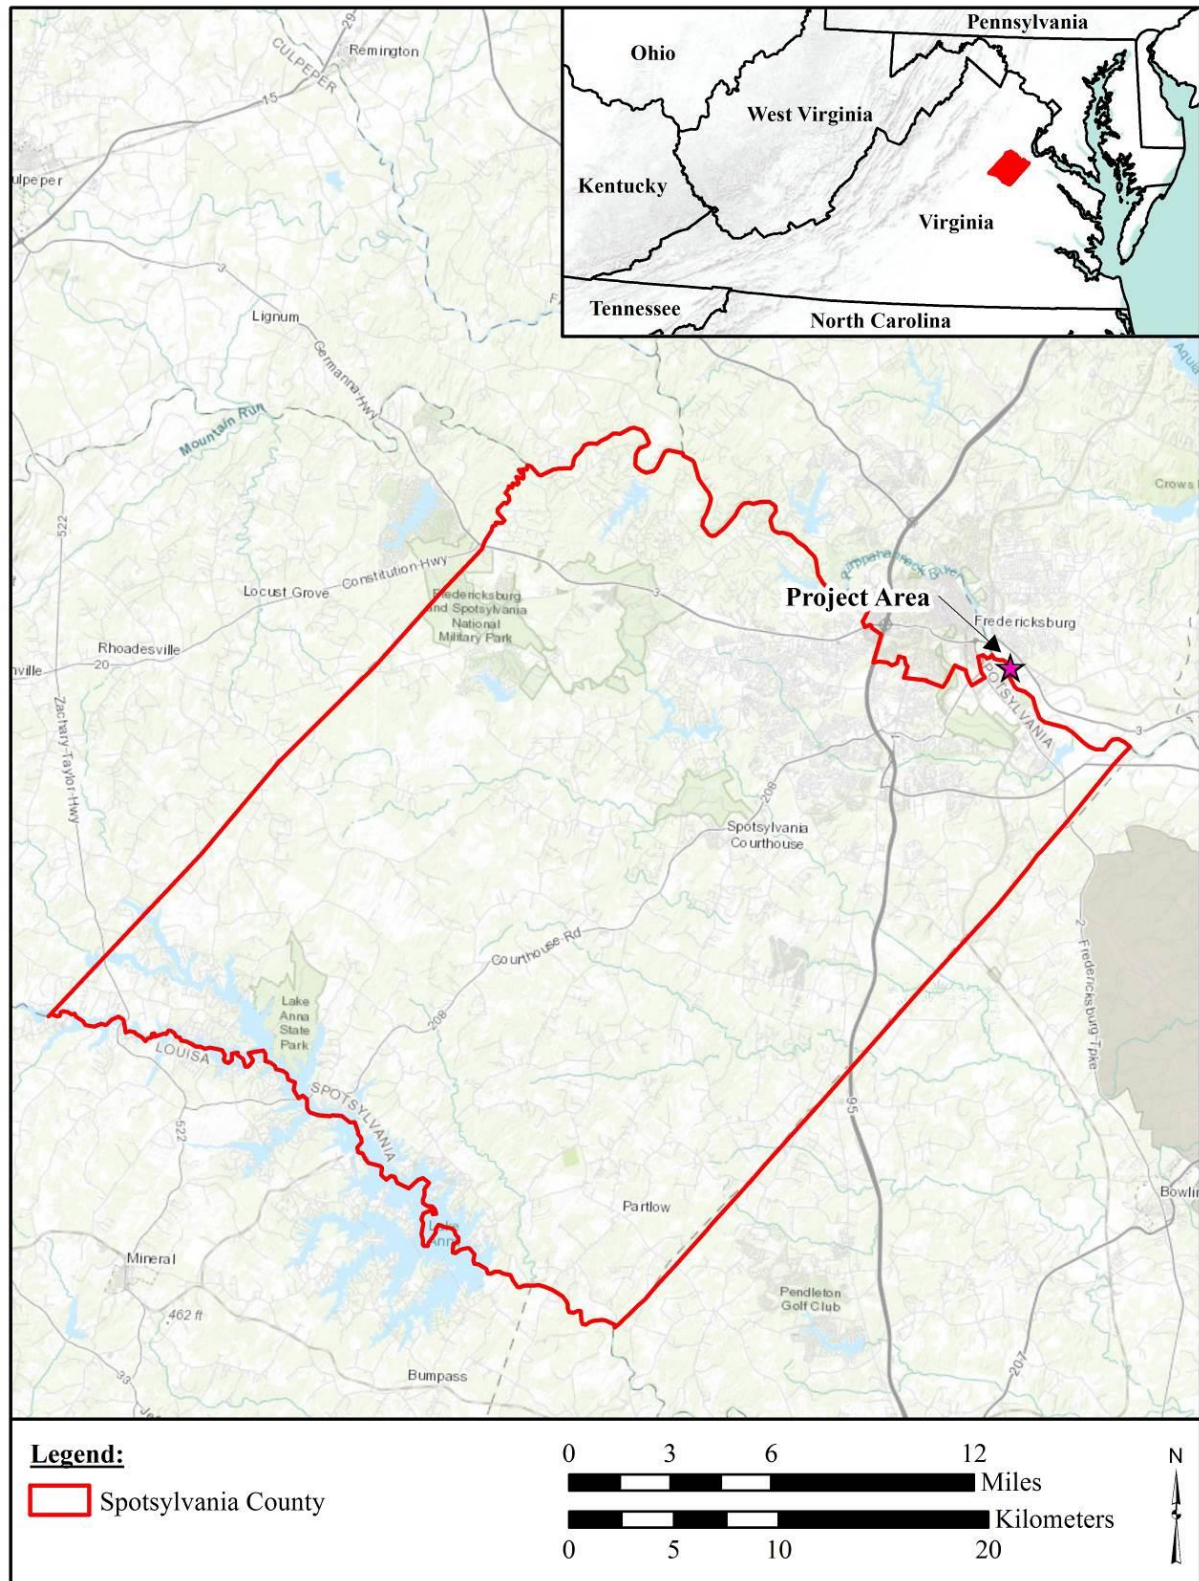 Pennsylvania
Ohio
West Virginia
Kentucky
Virginia
Tennessee
North Carolina
29
Remington
CULPEPER
15
ulpeper
3
Lignum
Germanna-Hwy
Mountain Run
522
Crows
Constitution-Hwy
Locust Grove
3
Fredericksburg
and Spotsylvania
National
Military Park
Project Area
Fredericksburg
Rhoadesville
nville
20
SPOTSYLVANIA
3
Zachary-Taylor-Hwy
1
208
Spotsylvania
Courthouse
Courthouse-Rd
2
Fredericksburg-Tpke
Lake
Anna
State
Park
208
LOUISA
SPOTSYLVANIA
95
522
Partlow
Bowlin
Lake
Anna
Mineral
Pendleton
Golf Club
462 ft
Bumpass
207
33
Legend:
Spotsylvania County
0 3 6 12
Miles
Kilometers
0 5 10 20
N